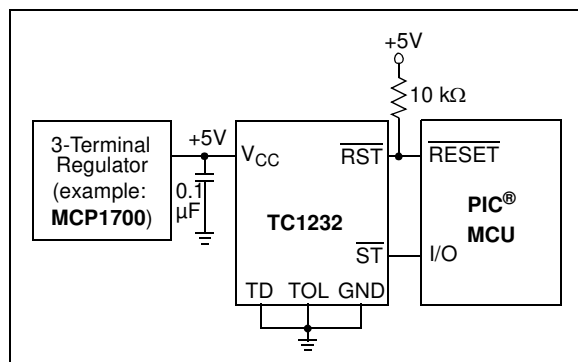 +5V
10 kΩ
3-Terminal
Regulator
(example:
MCP1700)
+5V
0.1
µF
VCC
RST
TC1232
ST
TD TOL GND
RESET
PIC®
MCU
I/O